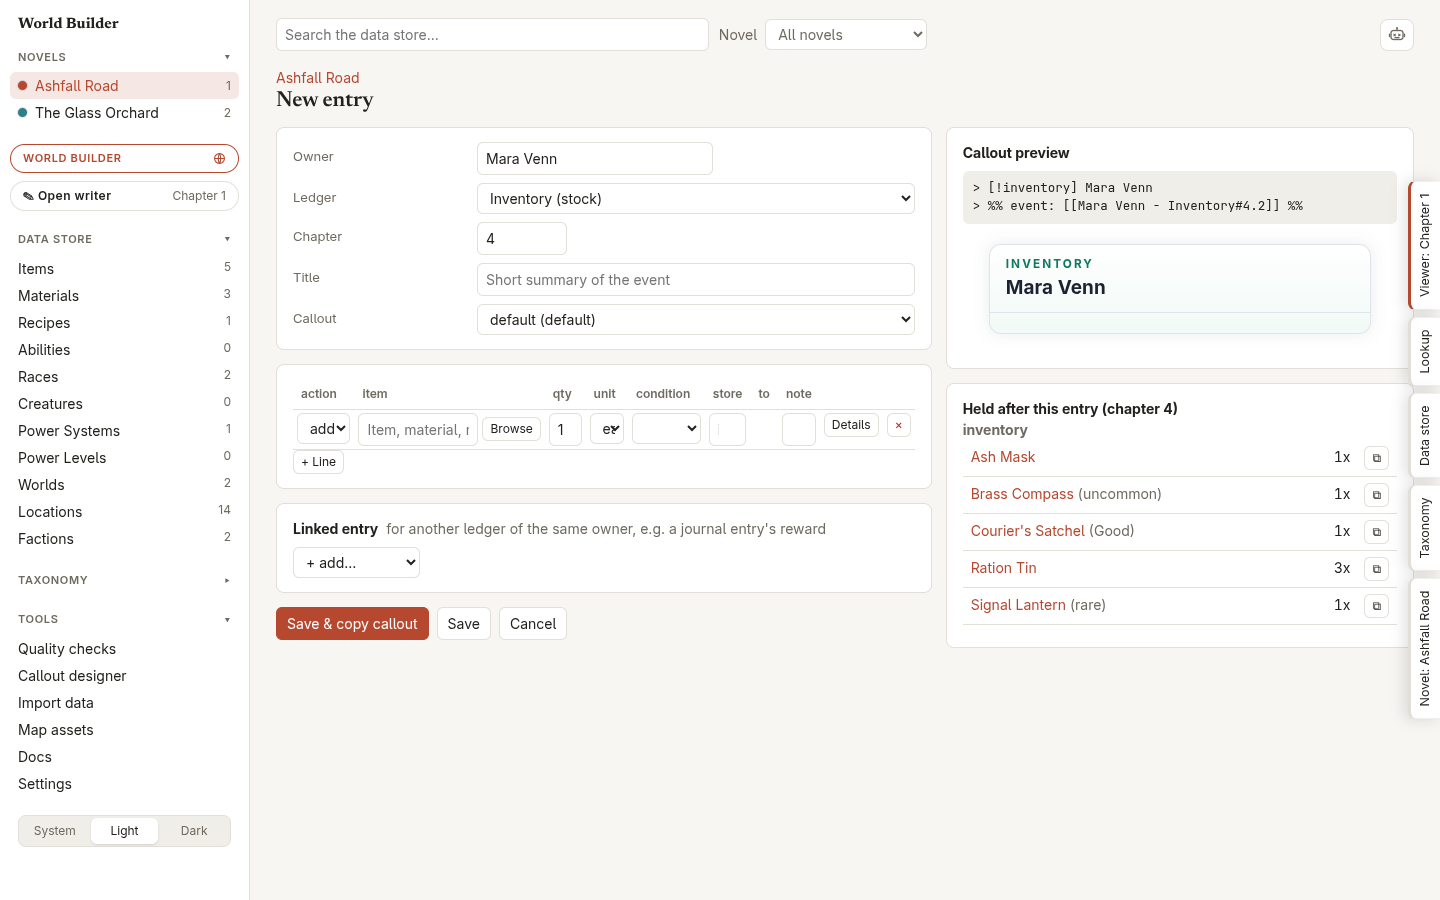 World Builder
NOVELS
Ashfall Road 1
The Glass Orchard 2
WORLD BUILDER
Open writer Chapter 1
DATA STORE
Items 5
Materials 3
Recipes 1
Abilities 0
Races 2
Creatures 0
Power Systems 1
Power Levels 0
Worlds 2
Locations 14
Factions 2
TAXONOMY
TOOLS
Quality checks
Callout designer
Import data
Map assets
Docs
Settings
System Light Dark
Search the data store...
Novel All novels
Ashfall Road
New entry
Owner Mara Venn
Ledger Inventory (stock)
Chapter 4
Title Short summary of the event
Callout default (default)
action item qty unit condition store to note
add Item, material, Browse 1 Details ×
+ Line
Linked entry for another ledger of the same owner, e.g. a journal entry's reward
+ add...
Save & copy callout Save Cancel
Callout preview
> [!inventory] Mara Venn
> %% event: [[Mara Venn - Inventory#4.2]] %%
INVENTORY
Mara Venn
Held after this entry (chapter 4)
inventory
Ash Mask 1x
Brass Compass (uncommon) 1x
Courier's Satchel (Good) 1x
Ration Tin 3x
Signal Lantern (rare) 1x
Viewer: Chapter 1
Lookup
Data store
Taxonomy
Novel: Ashfall Road